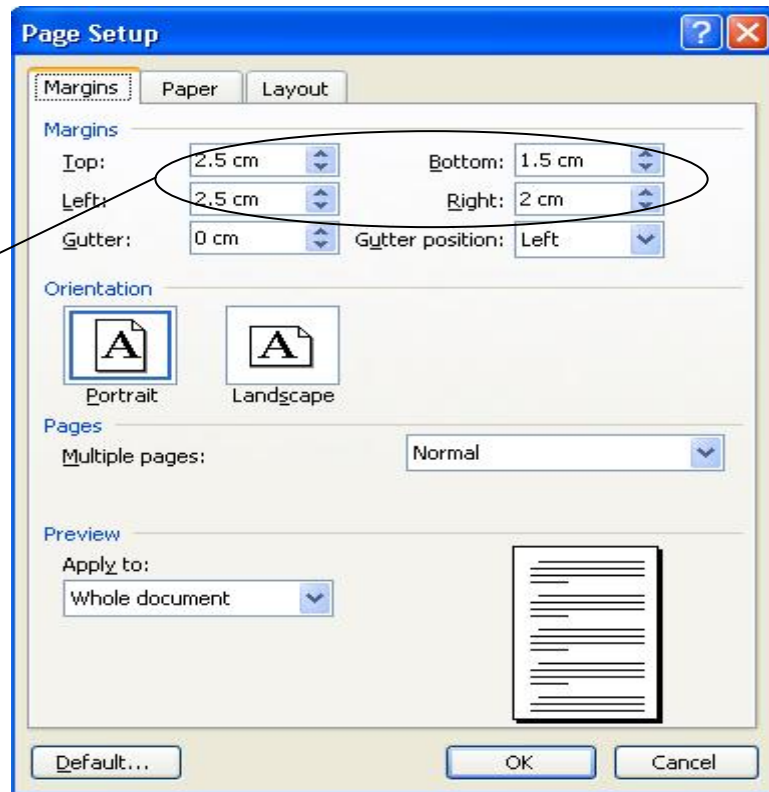 Page Setup
Margins Paper Layout
Margins
Top: 2.5 cm Bottom: 1.5 cm
Left: 2.5 cm Right: 2 cm
Gutter: 0 cm Gutter position: Left
Orientation
A A
Portrait Landscape
Pages
Multiple pages: Normal
Preview
Apply to:
Whole document
Default... OK Cancel